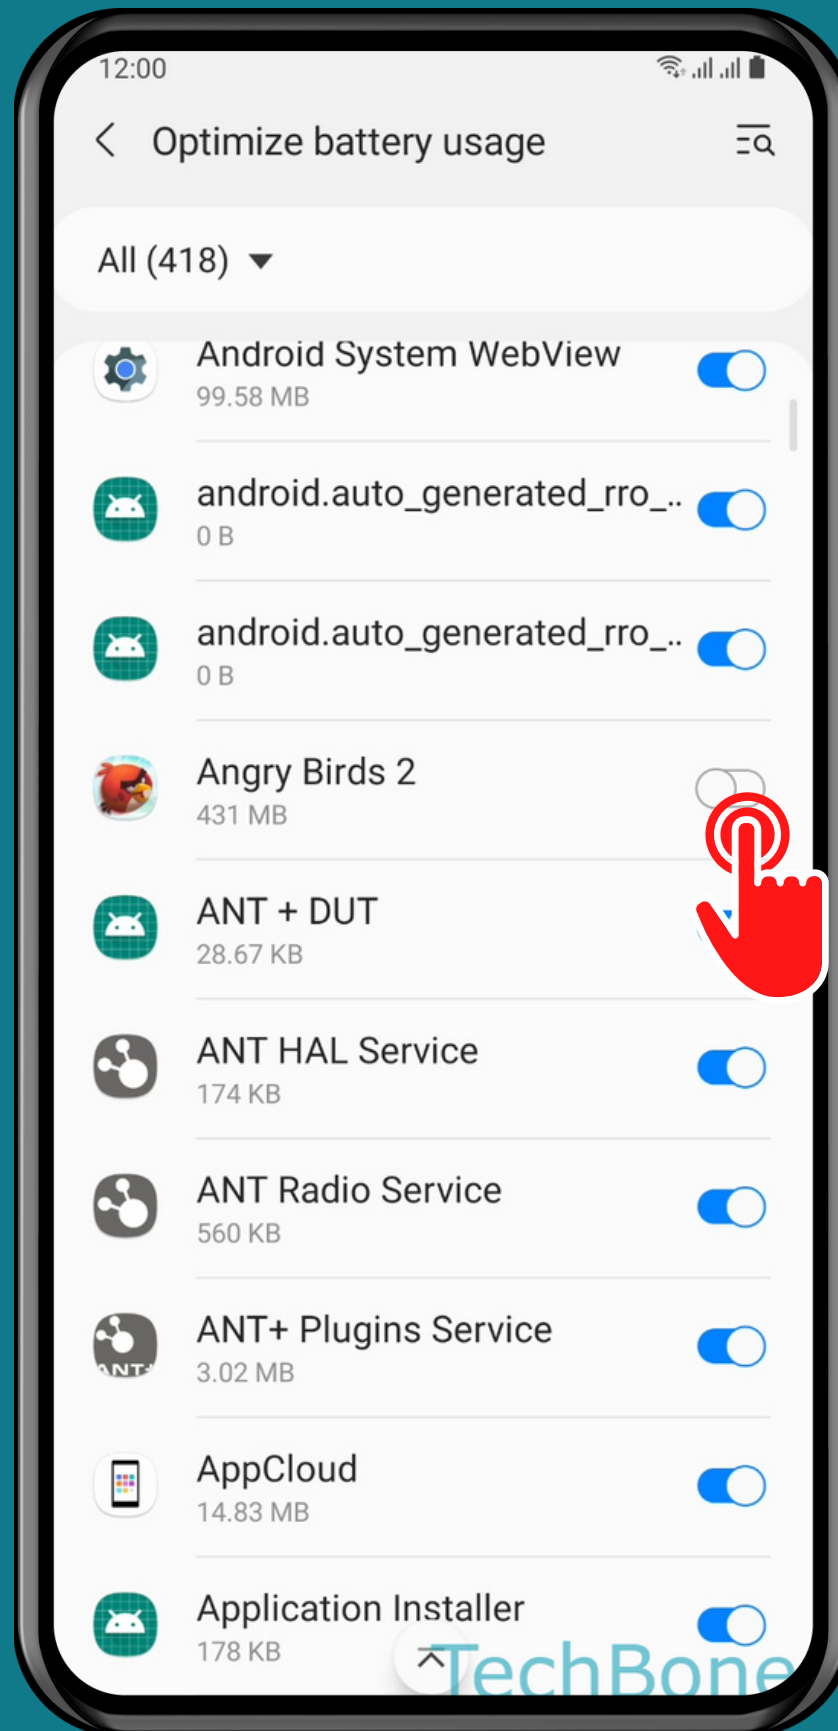 12:00
Optimize battery usage
All (418)
Android System WebView
99.58 MB
android.auto_generated_rro_..
0 B
android.auto_generated_rro_..
0 B
Angry Birds 2
431 MB
ANT + DUT
28.67 KB
ANT HAL Service
174 KB
ANT Radio Service
560 KB
ANT+ Plugins Service
ANT+
3.02 MB
AppCloud
14.83 MB
Application Installer
178 KB
TechBone